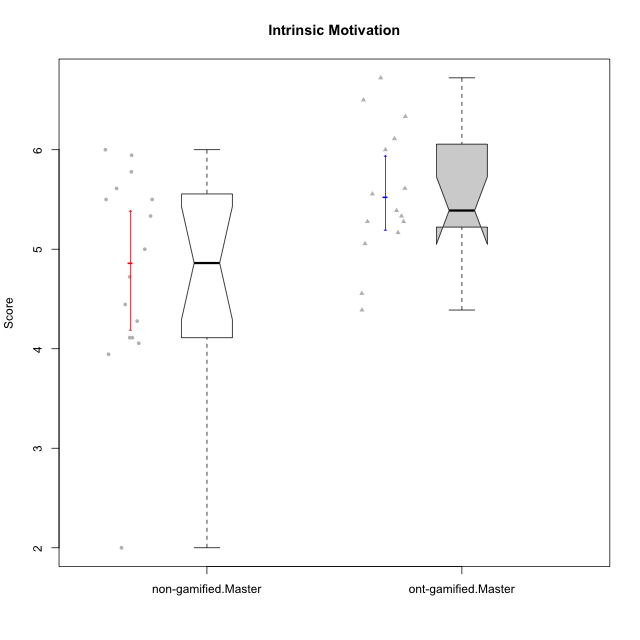 Intrinsic Motivation
Score
6
5
4
3
2
non-gamified.Master
ont-gamified.Master